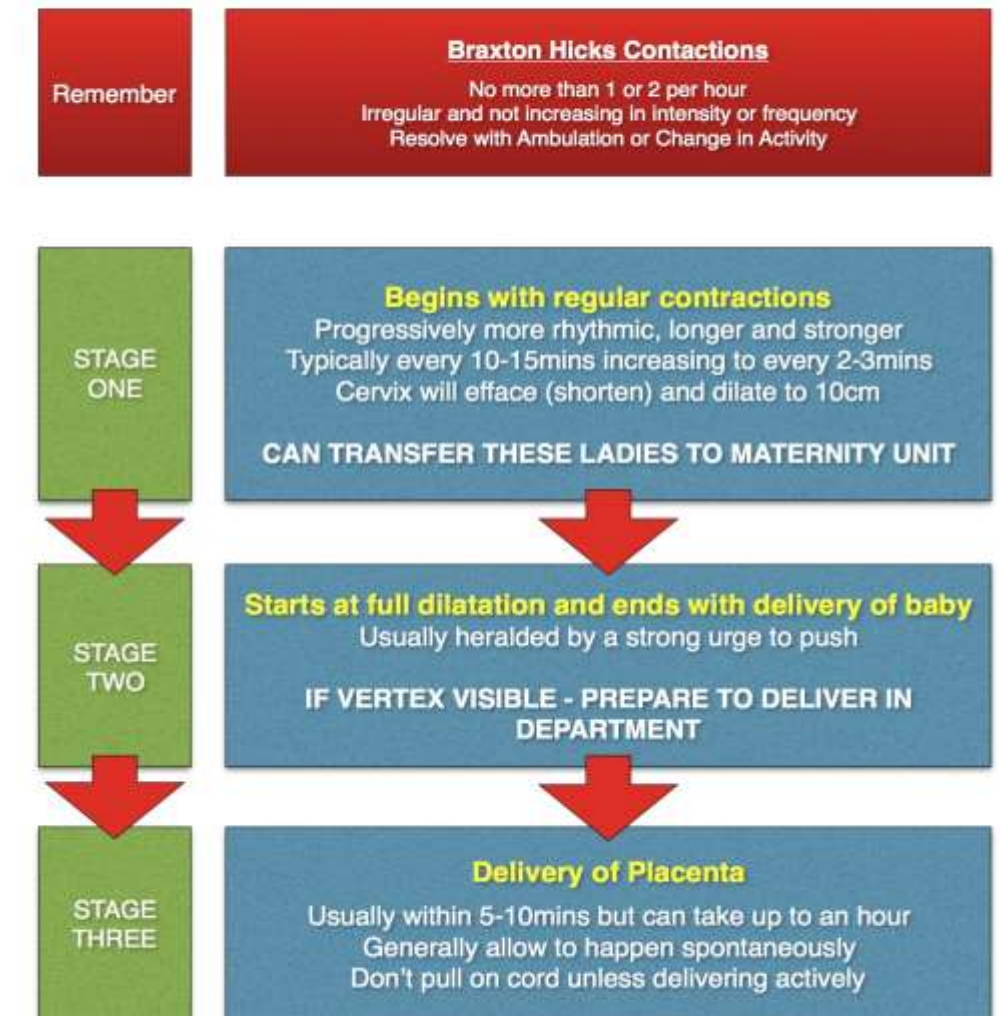 Remember
Braxton Hicks Contactions
No more than 1 or 2 per hour
Irregular and not increasing in intensity or frequency
Resolve with Ambulation or Change in Activity
STAGE
ONE
Begins with regular contractions
Progressively more rhythmic, longer and stronger
Typically every 10-15mins increasing to every 2-3mins
Cervix will efface (shorten) and dilate to 10cm
CAN TRANSFER THESE LADIES TO MATERNITY UNIT
STAGE
TWO
Starts at full dilatation and ends with delivery of baby
Usually heralded by a strong urge to push
IF VERTEX VISIBLE - PREPARE TO DELIVER IN
DEPARTMENT
STAGE
THREE
Delivery of Placenta
Usually within 5-10mins but can take up to an hour
Generally allow to happen spontaneously
Don't pull on cord unless delivering actively